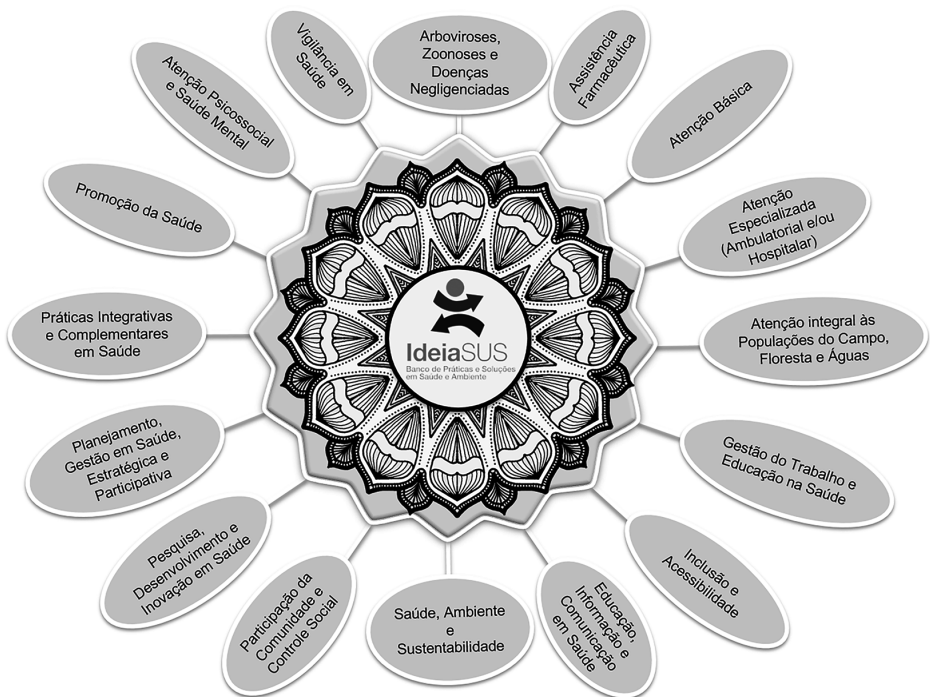 Arboviroses,
Zoonoses e
Doenças
Negligenciadas
Assistência
Farmacêutica
Atenção Básica
Atenção
Especializada
(Ambulatorial e/ou
Hospitalar)
Atenção integral às
Populações do Campo,
Floresta e Águas
Gestão do Trabalho e
Educação na Saúde
Inclusão e
Acessibilidade
Educação,
Informação e
Comunicação
em Saúde
Saúde, Ambiente
e
Sustentabilidade
Participação da
Comunidade e
Controle Social
Pesquisa,
Desenvolvimento e
Inovação em Saúde
Planejamento,
Gestão em Saúde,
Estratégica e
Participativa
Práticas Integrativas
e Complementares
em Saúde
Promoção da Saúde
Atenção Psicossocial
e Saúde Mental
Vigilância em
Saúde
IdeiaSUS
Banco de Práticas e Soluções
em Saúde e Ambiente